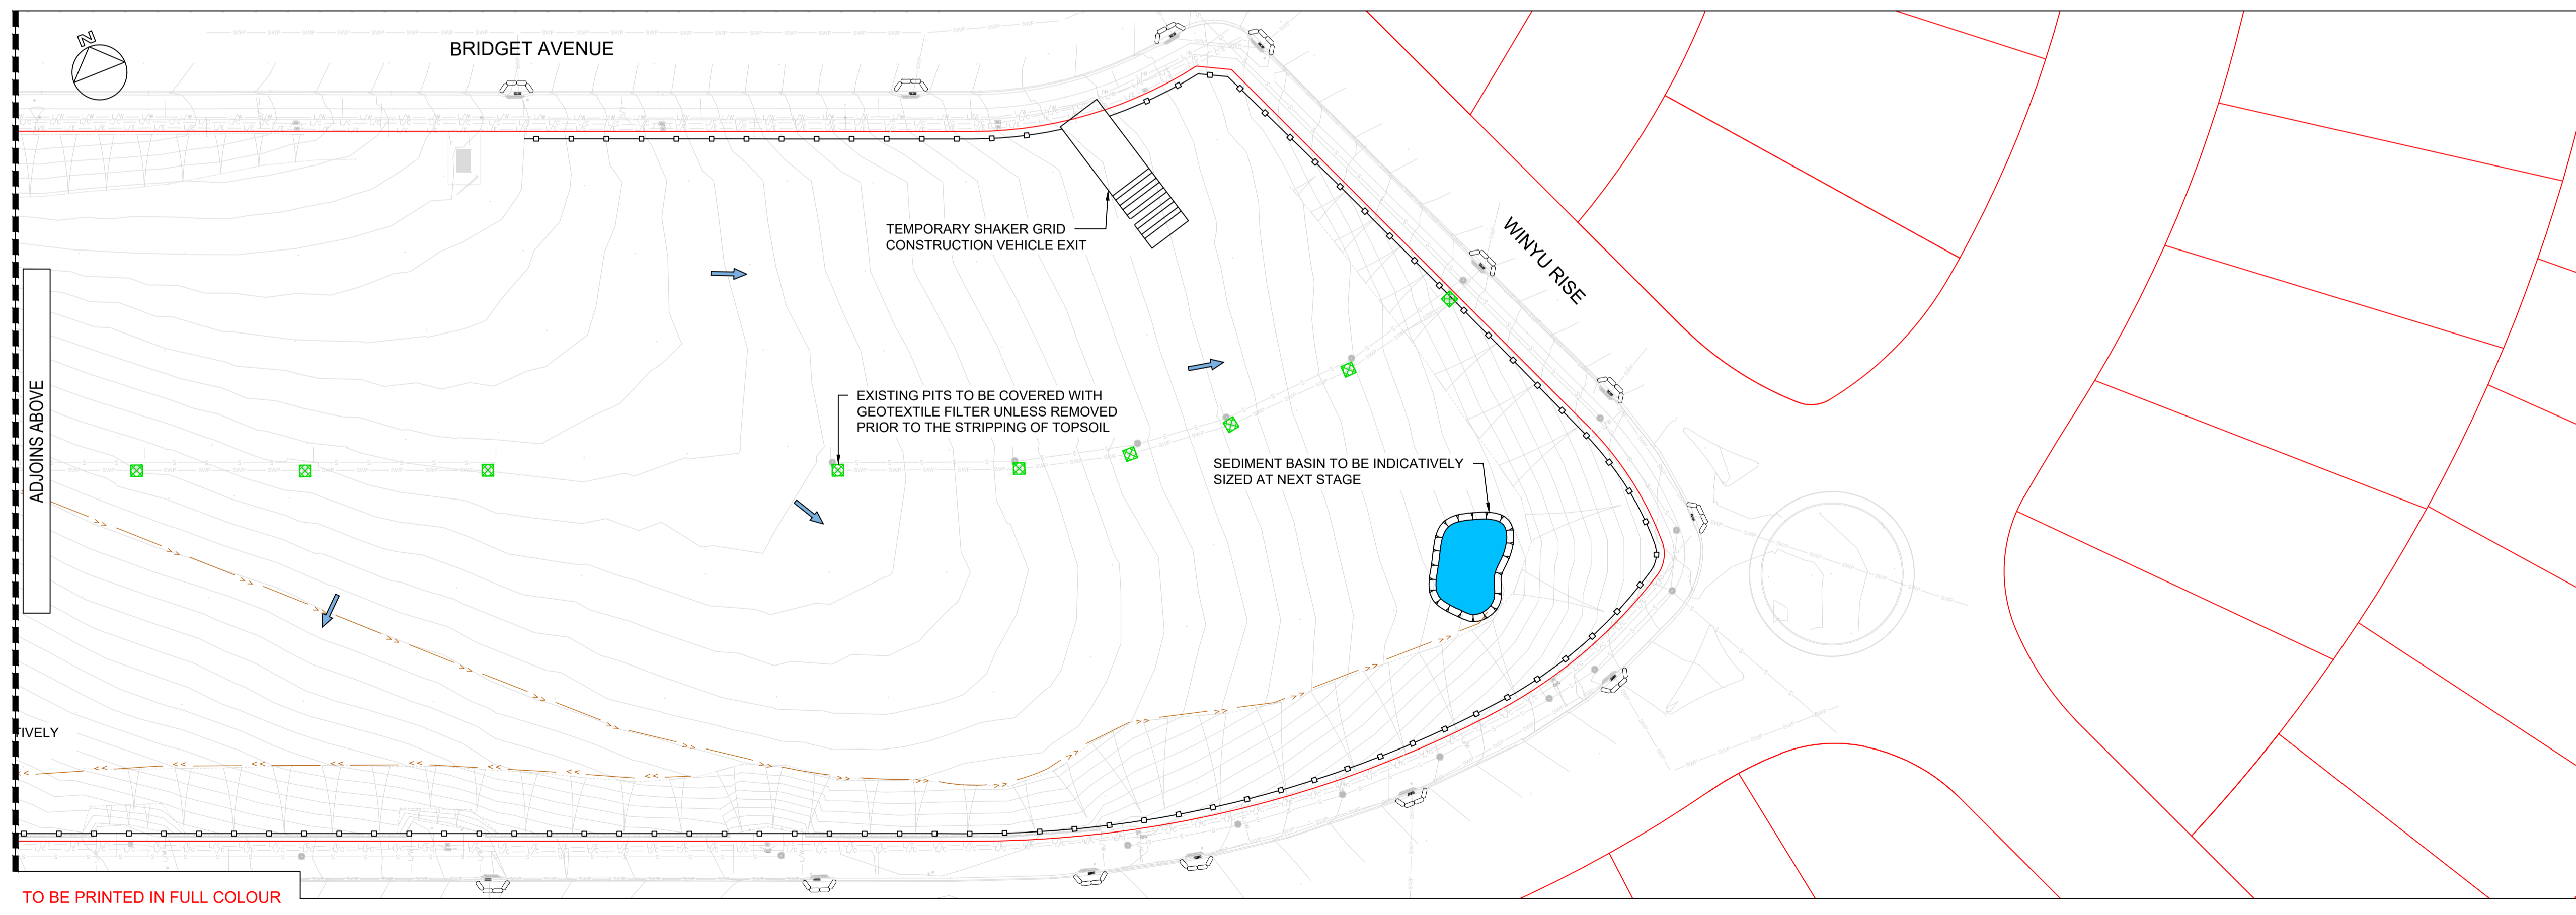 N
BRIDGET AVENUE
WINYU RISE
TEMPORARY SHAKER GRID
CONSTRUCTION VEHICLE EXIT
EXISTING PITS TO BE COVERED WITH
GEOTEXTILE FILTER UNLESS REMOVED
PRIOR TO THE STRIPPING OF TOPSOIL
ADJOINS ABOVE
SEDIMENT BASIN TO BE INDICATIVELY
SIZED AT NEXT STAGE
TIVELY
TO BE PRINTED IN FULL COLOUR